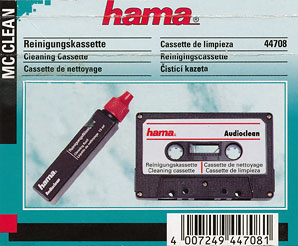 MC CLEAN
hama®
Reinigungskassette
Cleaning Cassette
Cassette de nettoyage
Cassette de limpieza 44708
Reinigingscassette
Čistící kazeta
hama®
hama® Audioclean
Reinigungskassette Cassette de nettoyage
Cleaning cassette Cassette de limpieza
4 007249 447081